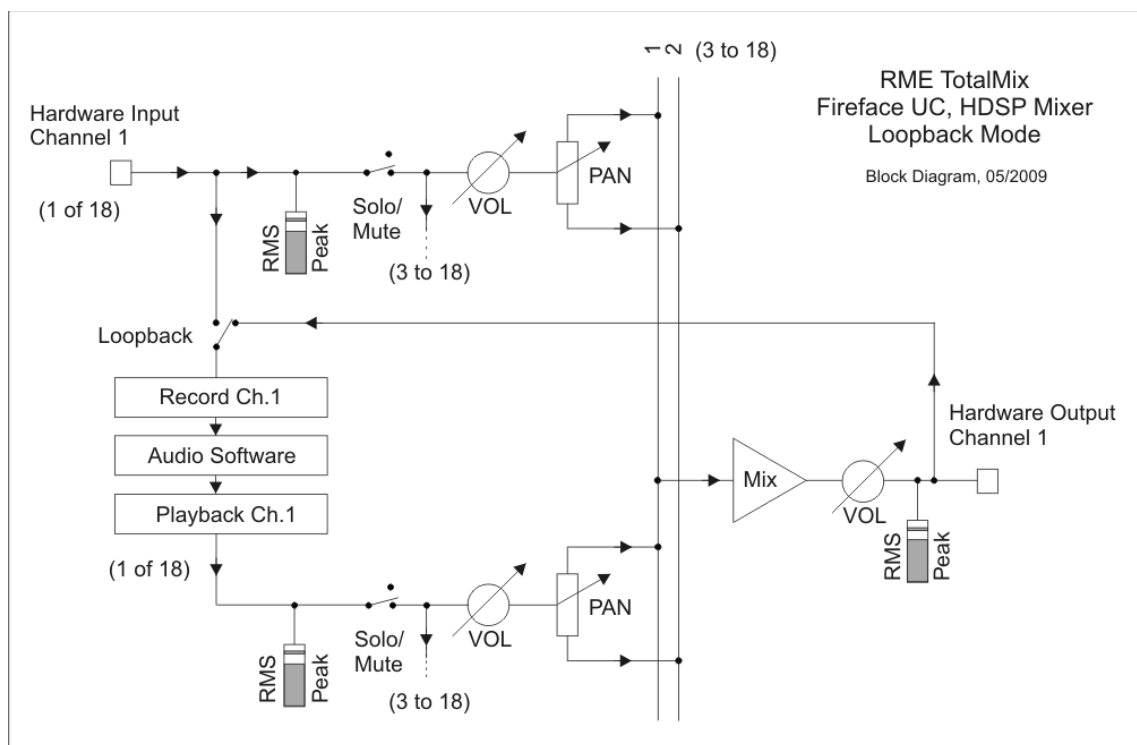 1
2
(3 to 18)
RME TotalMix
Fireface UC, HDSP Mixer
Loopback Mode
Block Diagram, 05/2009
Hardware Input
Channel 1
(1 of 18)
RMS
Peak
Solo/
Mute
(3 to 18)
VOL
PAN
Loopback
Record Ch.1
Audio Software
Playback Ch.1
(1 of 18)
RMS
Peak
Solo/
Mute
(3 to 18)
VOL
PAN
Mix
VOL
RMS
Peak
Hardware Output
Channel 1